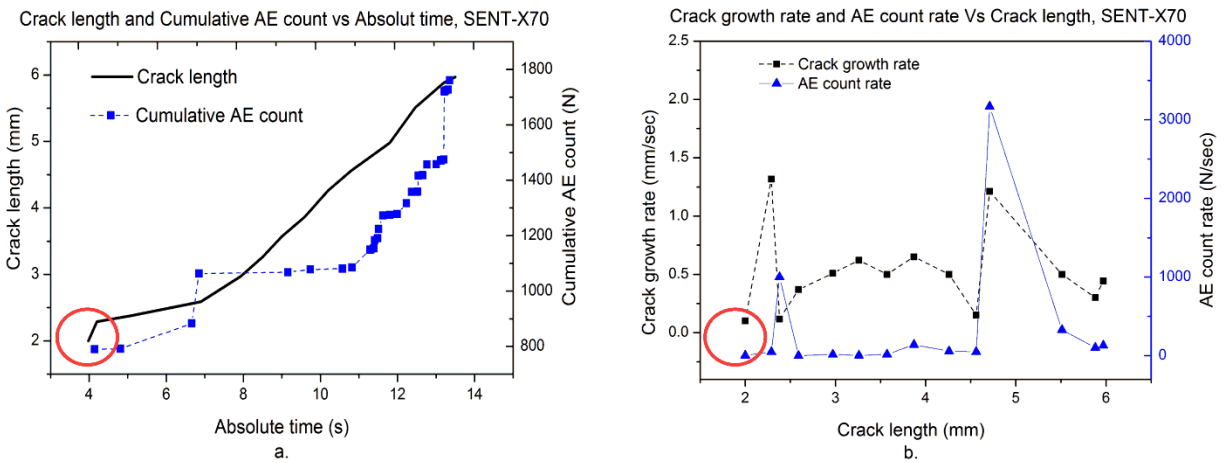 Crack length and Cumulative AE count vs Absolut time, SENT-X70
Crack length
Cumulative AE count
Crack length (mm)
6
5
4
3
2
1800
1600
1400
1200
1000
800
Cumulative AE count (N)
4 6 8 10 12 14
Absolute time (s)
a.
Crack growth rate and AE count rate Vs Crack length, SENT-X70
Crack growth rate
AE count rate
Crack growth rate (mm/sec)
2.5
2.0
1.5
1.0
0.5
0.0
4000
3000
2000
1000
0
AE count rate (N/sec)
2 3 4 5 6
Crack length (mm)
b.